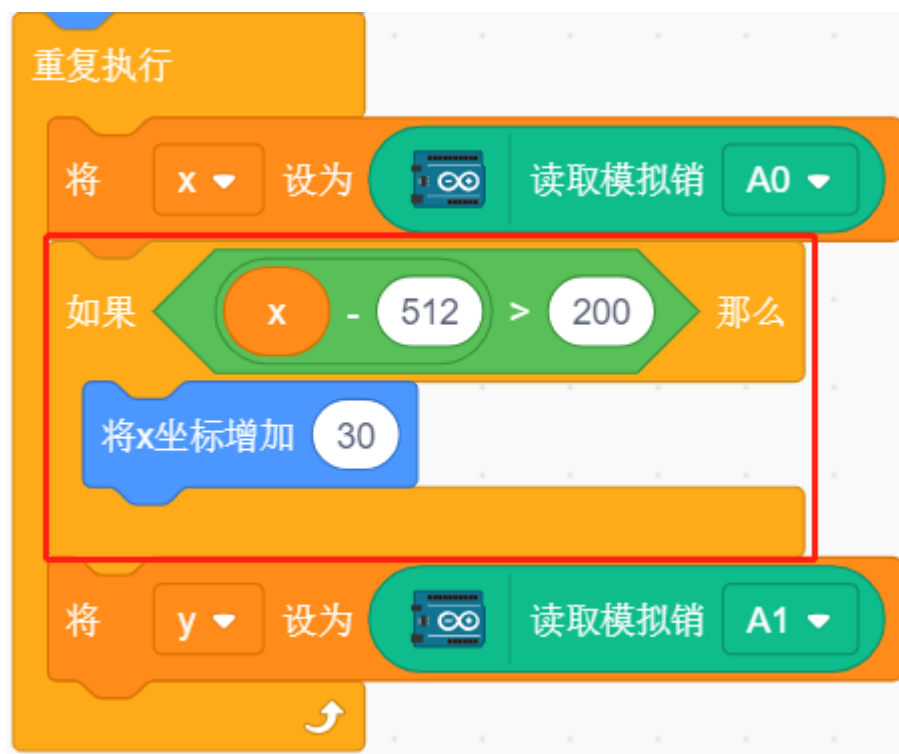 重复执行
将 x 设为 读取模拟销 A0
如果 x - 512 > 200 那么
将x坐标增加 30
将 y 设为 读取模拟销 A1